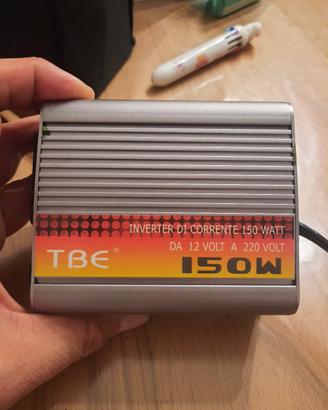 INVERTER DI CORRENTE 150 WATT
DA 12 VOLT A 220 VOLT
TBE®
150W